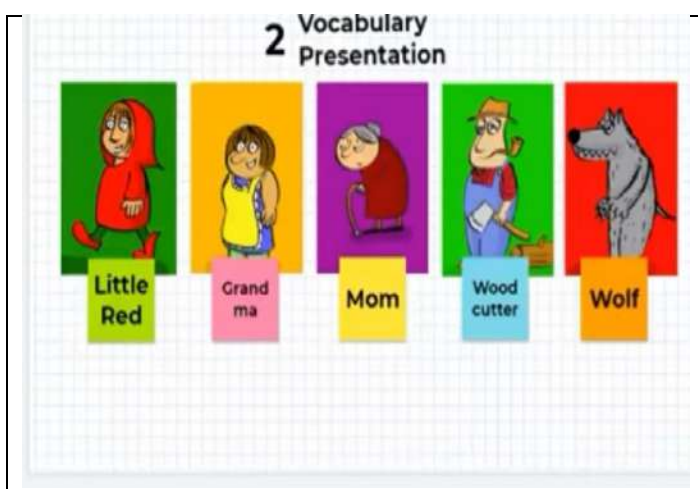 2 Vocabulary
Presentation
Little
Red
Grand
ma
Mom
Wood
cutter
Wolf